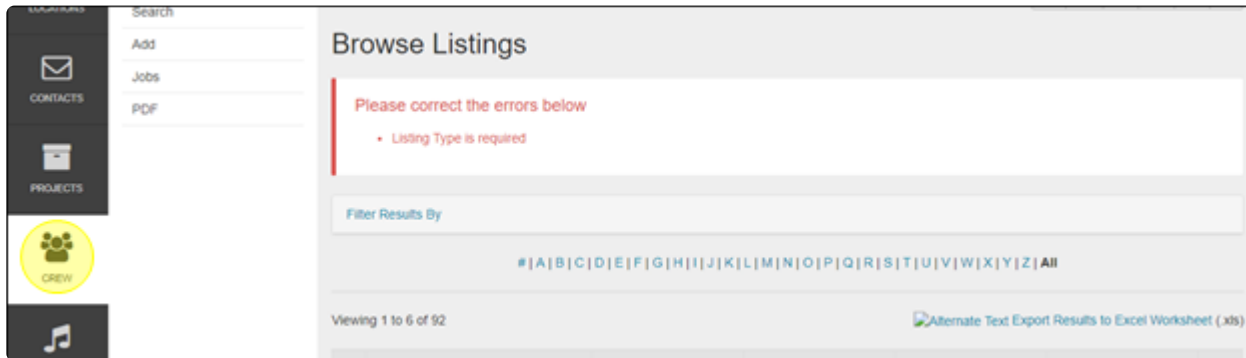 LOCATIONS
CONTACTS
PROJECTS
CREW
Search
Add
Jobs
PDF
Browse Listings
Please correct the errors below
• Listing Type is required
Filter Results By
# | A | B | C | D | E | F | G | H | I | J | K | L | M | N | O | P | Q | R | S | T | U | V | W | X | Y | Z | All
Viewing 1 to 6 of 92
Alternate Text Export Results to Excel Worksheet (.xls)